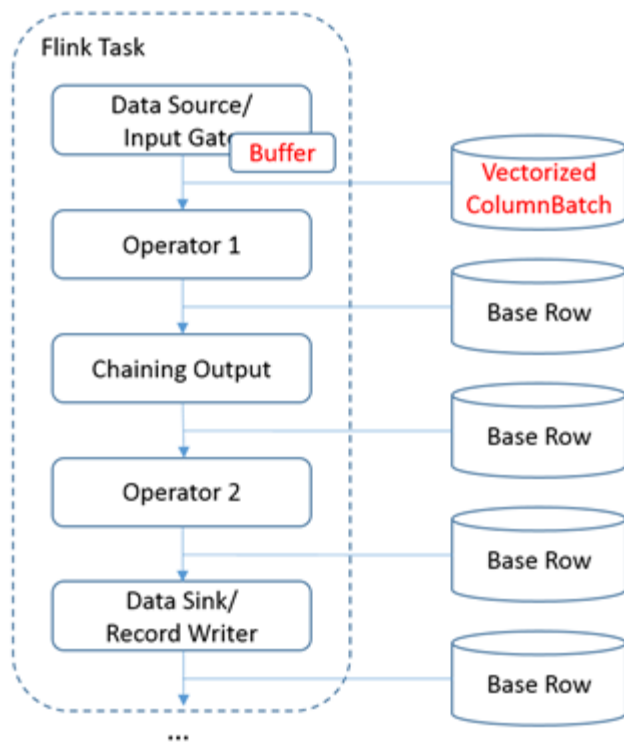 Flink Task
Data Source/
Input Gate
Buffer
Vectorized
ColumnBatch
Operator 1
Base Row
Chaining Output
Base Row
Operator 2
Base Row
Data Sink/
Record Writer
Base Row
...